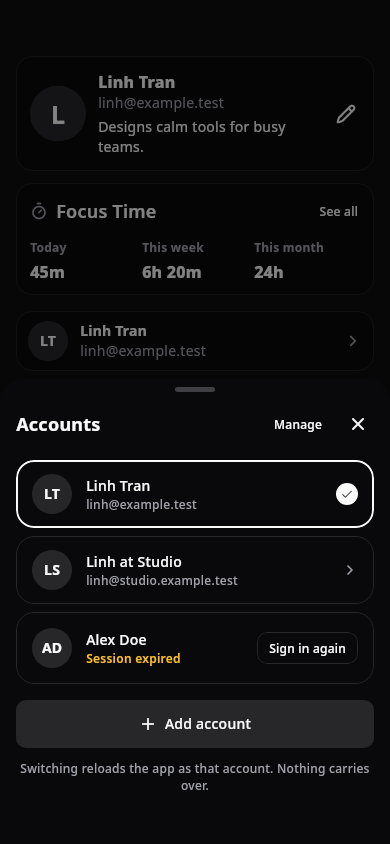 L
Linh Tran
linh@example.test
Designs calm tools for busy
teams.
Focus Time
See all
Today
This week
This month
45m
6h 20m
24h
LT
Linh Tran
linh@example.test
Accounts
Manage
LT
Linh Tran
linh@example.test
LS
Linh at Studio
linh@studio.example.test
AD
Alex Doe
Session expired
Sign in again
Add account
Switching reloads the app as that account. Nothing carries
over.